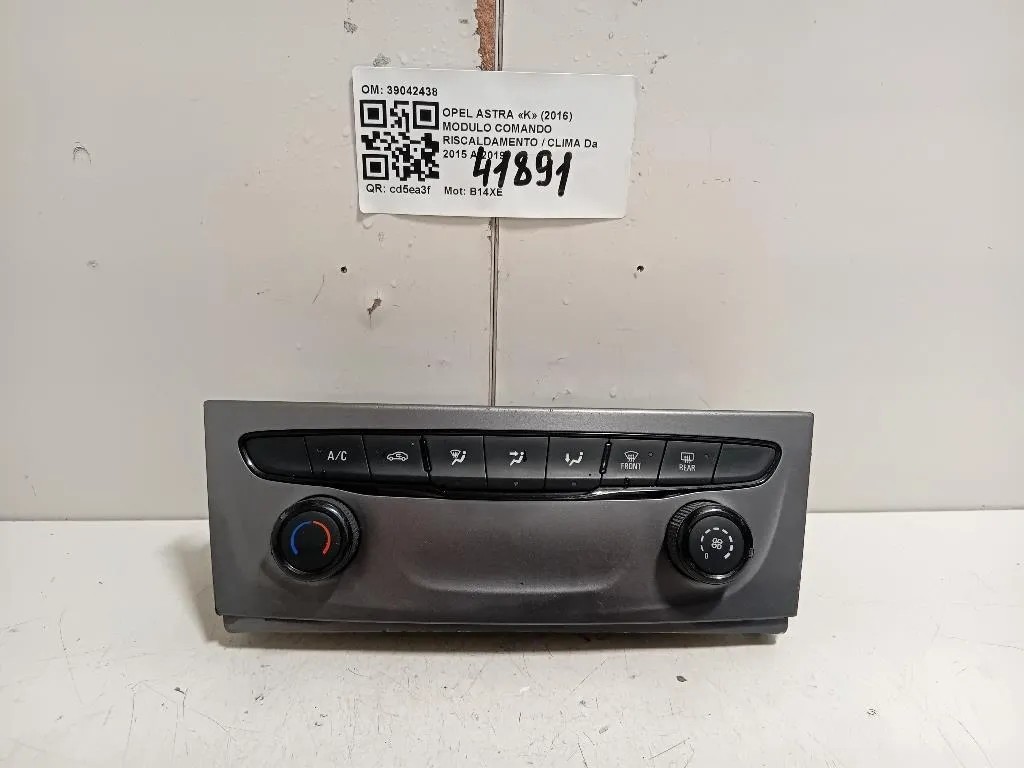 OM: 39042438
OPEL ASTRA «K» (2016)
MODULO COMANDO
RISCALDAMENTO / CLIMA Da
2015 A 2019
41891
QR: cd5ea3f Mot: B14XE
A/C
FRONT
REAR
0